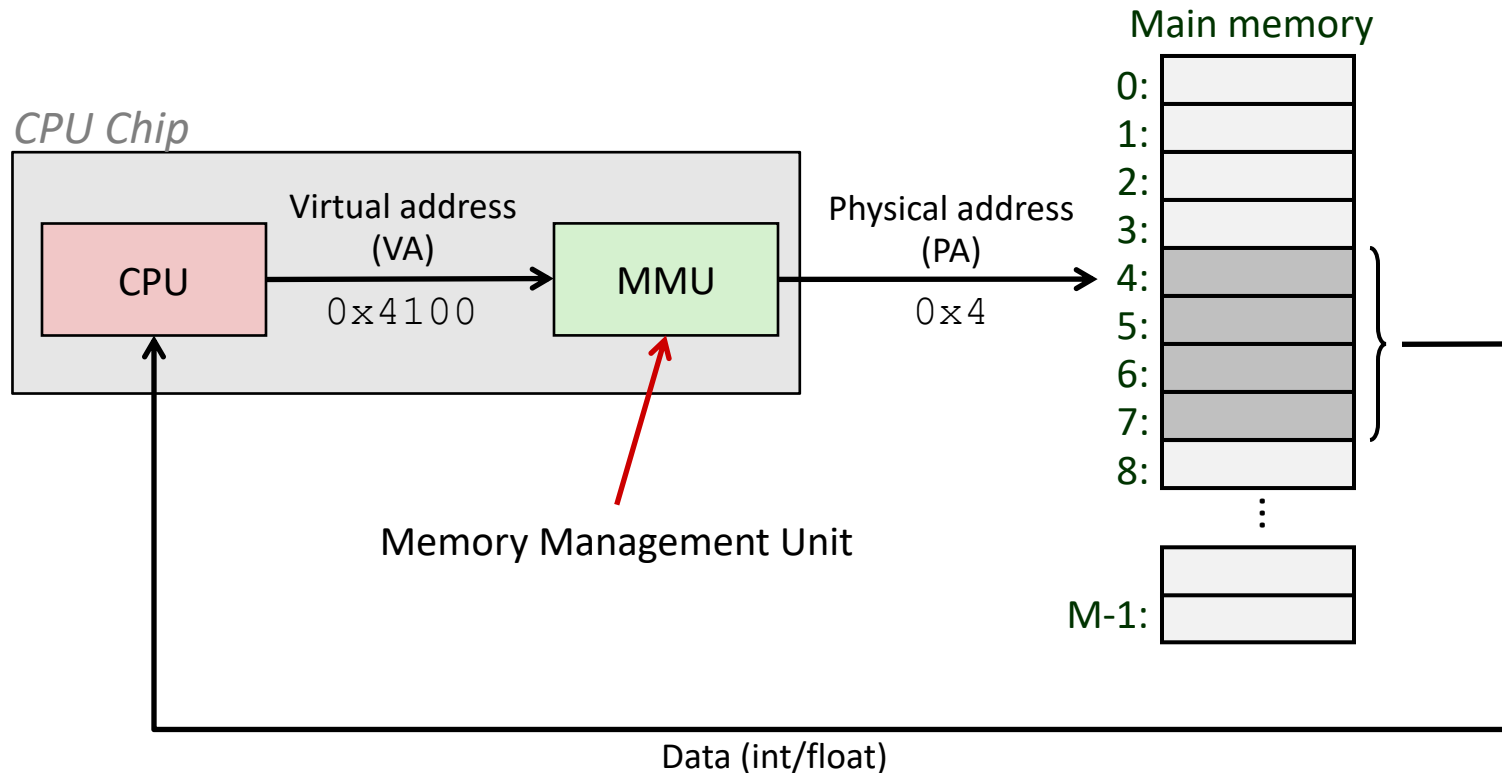 Main memory
CPU Chip
0:
1:
2:
3:
4:
5:
6:
7:
8:
⋮
M-1:
Virtual address
(VA)
0x4100
CPU
MMU
Physical address
(PA)
0x4
Memory Management Unit
Data (int/float)